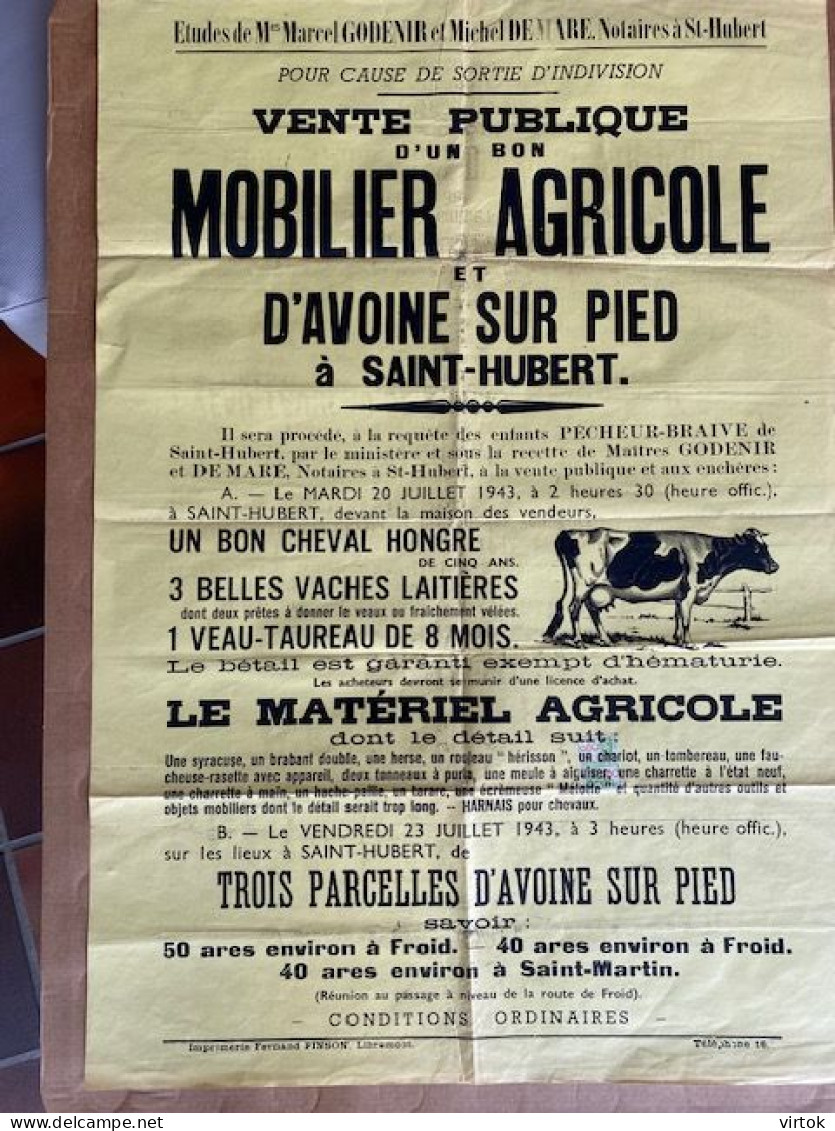 Etudes de Mes Marcel GODENIR et Michel DE MARE, Notaires à St-Hubert
POUR CAUSE DE SORTIE D'INDIVISION
VENTE PUBLIQUE
D'UN BON
MOBILIER AGRICOLE
ET
D'AVOINE SUR PIED
à SAINT-HUBERT.
Il sera procédé, à la requête des enfants PECHEUR-BRAIVE de
Saint-Hubert, par le ministère et sous la recette de Maîtres GODENIR
et DE MARE, Notaires à St-Hubert, à la vente publique et aux enchères :
A. — Le MARDI 20 JUILLET 1943, à 2 heures 30 (heure offic.),
à SAINT-HUBERT, devant la maison des vendeurs,
UN BON CHEVAL HONGRE
DE CINQ ANS.
3 BELLES VACHES LAITIÈRES
dont deux prêtes à donner le veaux ou fraîchement vélées.
1 VEAU-TAUREAU DE 8 MOIS.
Le bétail est garanti exempt d'hématurie.
Les acheteurs devront se munir d'une licence d'achat.
LE MATÉRIEL AGRICOLE
dont le détail suit :
Une syracuse, un brabant double, une herse, un rouleau "hérisson", un chariot, un tombereau, une fau-
cheuse-rasette avec appareil, deux tonneaux à purin, une meule à aiguiser, une charrette à l'état neuf,
une charrette à main, un hache-paille, un tarare, une écrémeuse "Mélotte" et quantité d'autres outils et
objets mobiliers dont le détail serait trop long. — HARNAIS pour chevaux.
B. — Le VENDREDI 23 JUILLET 1943, à 3 heures (heure offic.),
sur les lieux à SAINT-HUBERT, de
TROIS PARCELLES D'AVOINE SUR PIED
savoir :
50 ares environ à Froid. — 40 ares environ à Froid.
40 ares environ à Saint-Martin.
(Réunion au passage à niveau de la route de Froid).
— CONDITIONS ORDINAIRES —
Imprimerie Fernand PINSON, Libramont.
Téléphone 16.
virtok